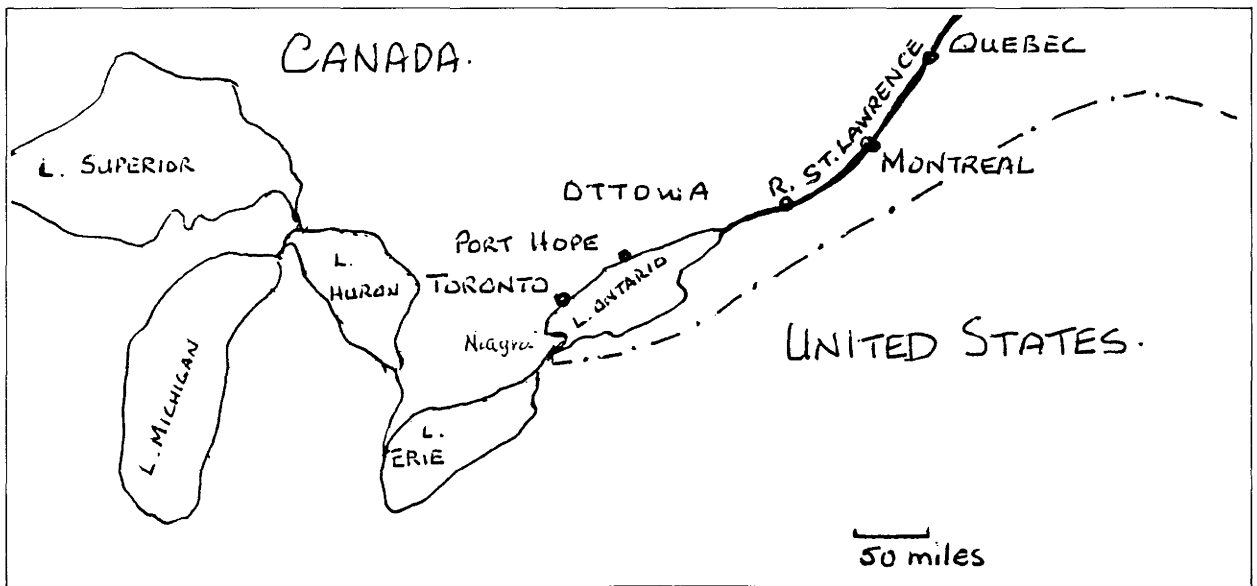 CANADA.
QUEBEC
R. ST. LAWRENCE
MONTREAL
L. SUPERIOR
OTTOWA
PORT HOPE
L.
HURON
TORONTO
L. ONTARIO
Niagra
UNITED STATES.
L. MICHIGAN
L.
ERIE
50 miles